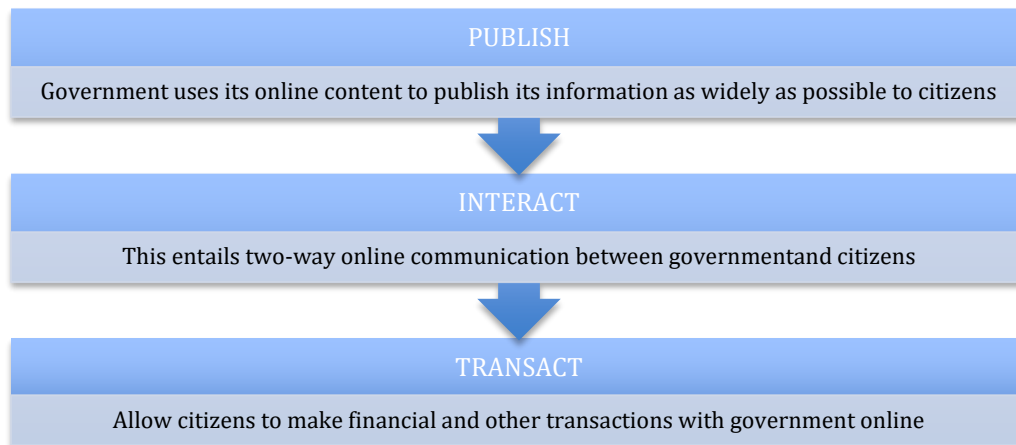 PUBLISH
Government uses its online content to publish its information as widely as possible to citizens
INTERACT
This entails two-way online communication between governmentand citizens
TRANSACT
Allow citizens to make financial and other transactions with government online